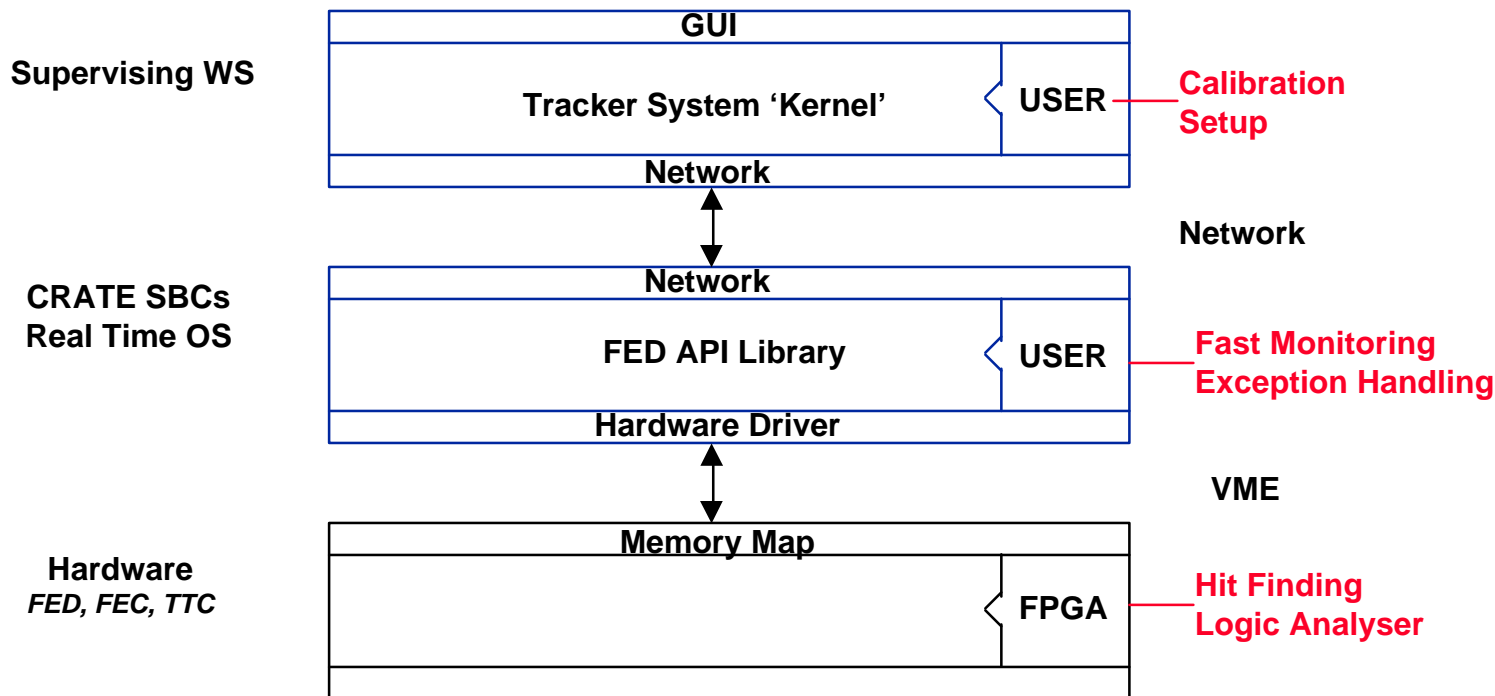 GUI
Supervising WS
Tracker System ‘Kernel’
USER
Calibration
Setup
Network
Network
Network
CRATE SBCs
Real Time OS
FED API Library
USER
Fast Monitoring
Exception Handling
Hardware Driver
VME
Memory Map
Hardware
FED, FEC, TTC
FPGA
Hit Finding
Logic Analyser